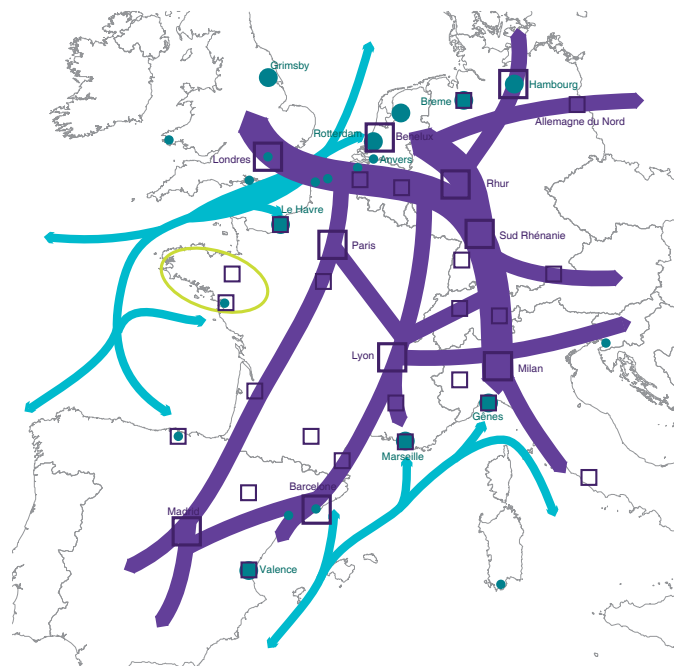 Grimsby
Hambourg
Breme
Allemagne du Nord
Rotterdam
Benelux
Londres
Anvers
Rhur
Le Havre
Paris
Sud Rhénanie
Lyon
Milan
Gênes
Marseille
Barcelone
Madrid
Valence